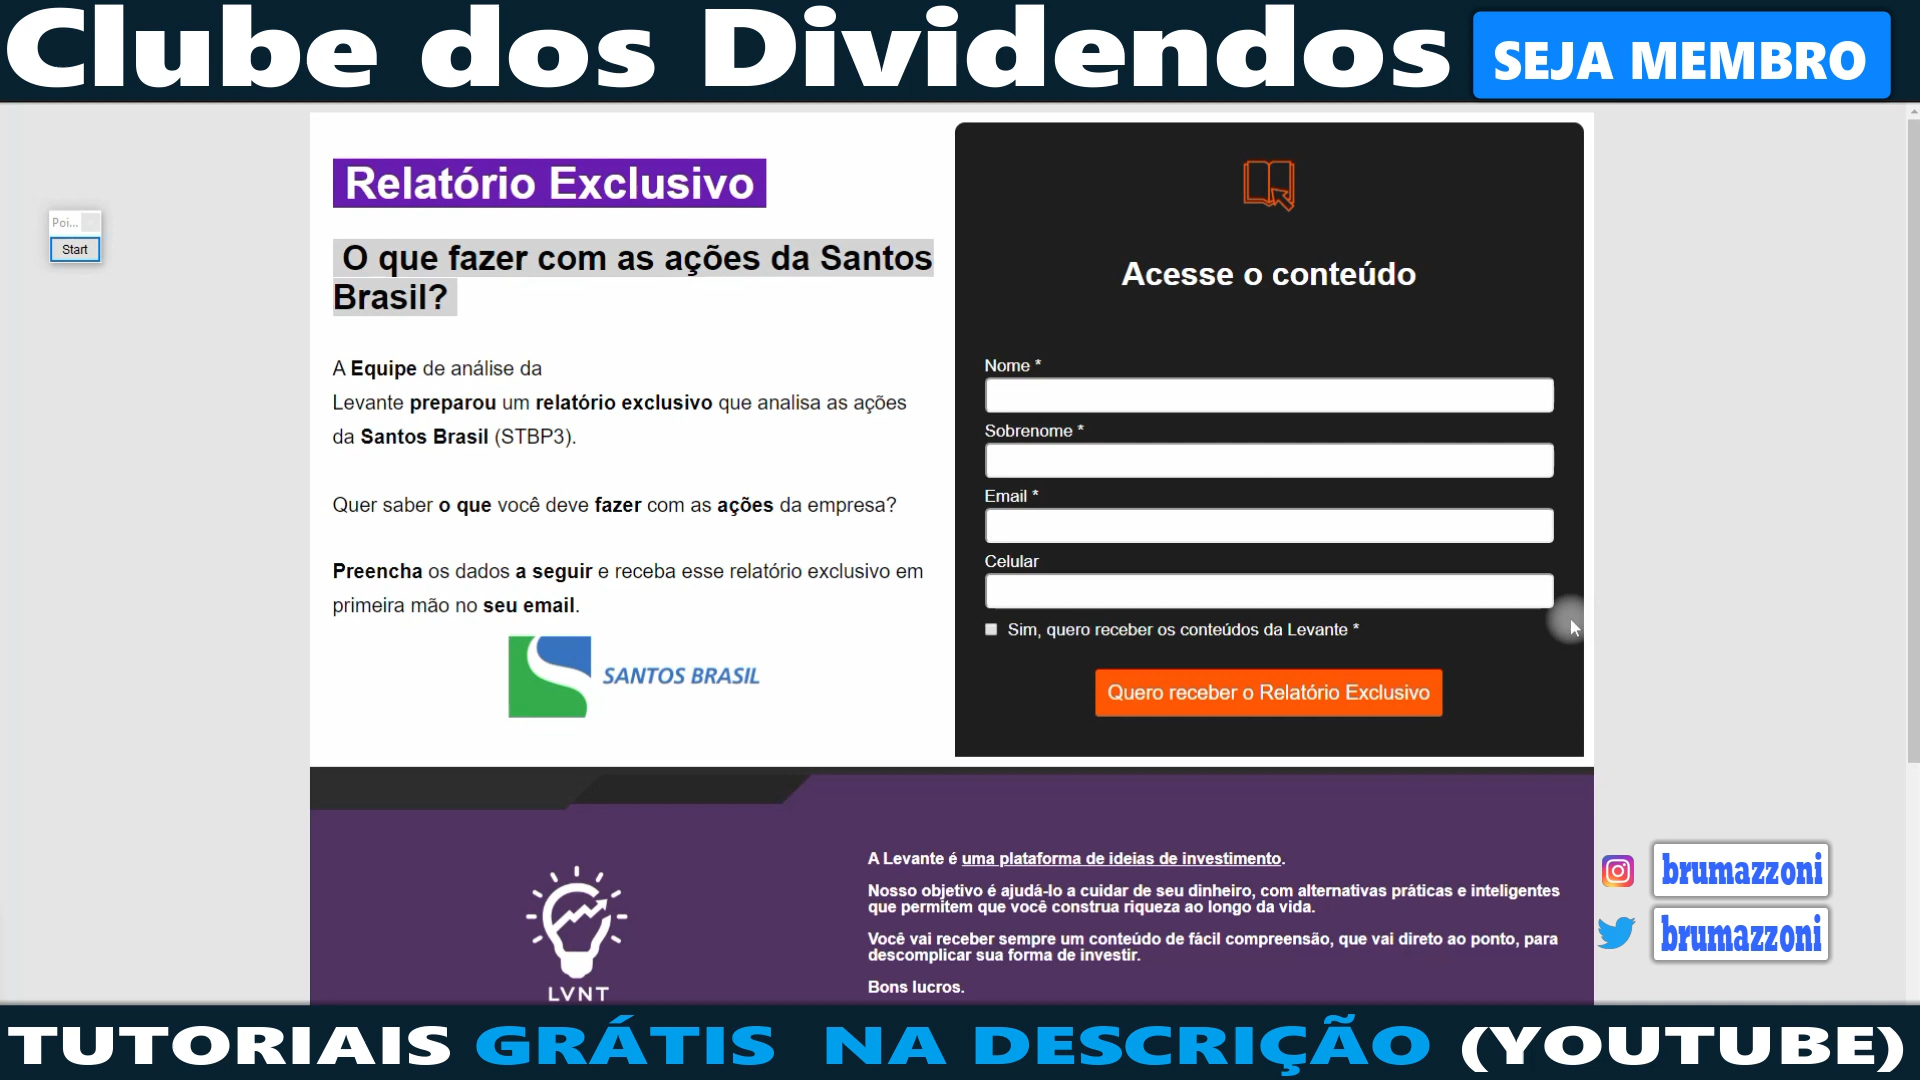 Clube dos Dividendos
SEJA MEMBRO
Poi...
Start
Relatório Exclusivo
O que fazer com as ações da Santos
Brasil?
A Equipe de análise da
Levante preparou um relatório exclusivo que analisa as ações
da Santos Brasil (STBP3).
Quer saber o que você deve fazer com as ações da empresa?
Preencha os dados a seguir e receba esse relatório exclusivo em
primeira mão no seu email.
SANTOS BRASIL
Acesse o conteúdo
Nome *
Sobrenome *
Email *
Celular
Sim, quero receber os conteúdos da Levante *
Quero receber o Relatório Exclusivo
LVNT
A Levante é uma plataforma de ideias de investimento.
Nosso objetivo é ajudá-lo a cuidar de seu dinheiro, com alternativas práticas e inteligentes
que permitem que você construa riqueza ao longo da vida.
Você vai receber sempre um conteúdo de fácil compreensão, que vai direto ao ponto, para
descomplicar sua forma de investir.
Bons lucros.
brumazzoni
brumazzoni
TUTORIAIS GRÁTIS NA DESCRIÇÃO (YOUTUBE)